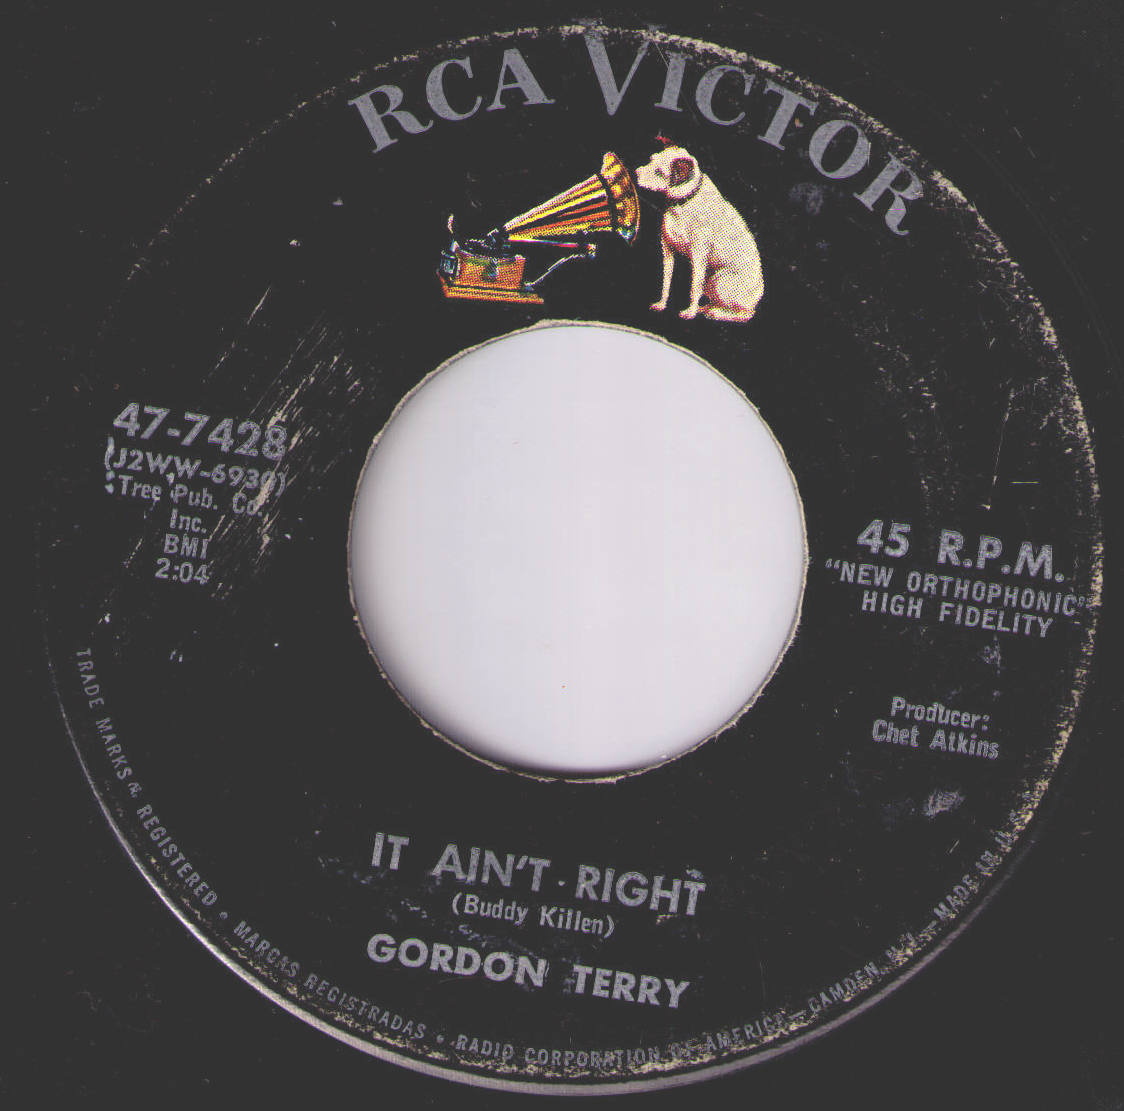 RCA VICTOR
47-7428
(J2WW-6930)
Tree Pub. Co.
Inc.
BMI
2:04
45 R.P.M.
"NEW ORTHOPHONIC"
HIGH FIDELITY
Producer:
Chet Atkins
IT AIN'T RIGHT
(Buddy Killen)
GORDON TERRY
TRADE MARKS ® REGISTERED • MARCAS REGISTRADAS • RADIO CORPORATION OF AMERICA—CAMDEN, N.J.—MADE IN U.S.